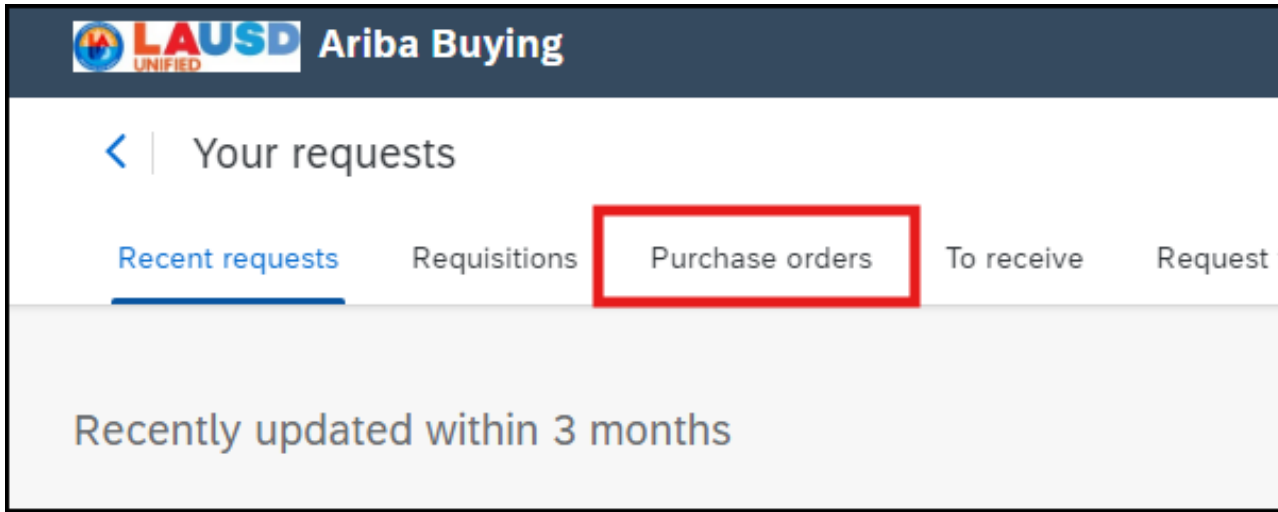 LAUSD
UNIFIED
Ariba Buying
Your requests
Recent requests Requisitions Purchase orders To receive Request
Recently updated within 3 months